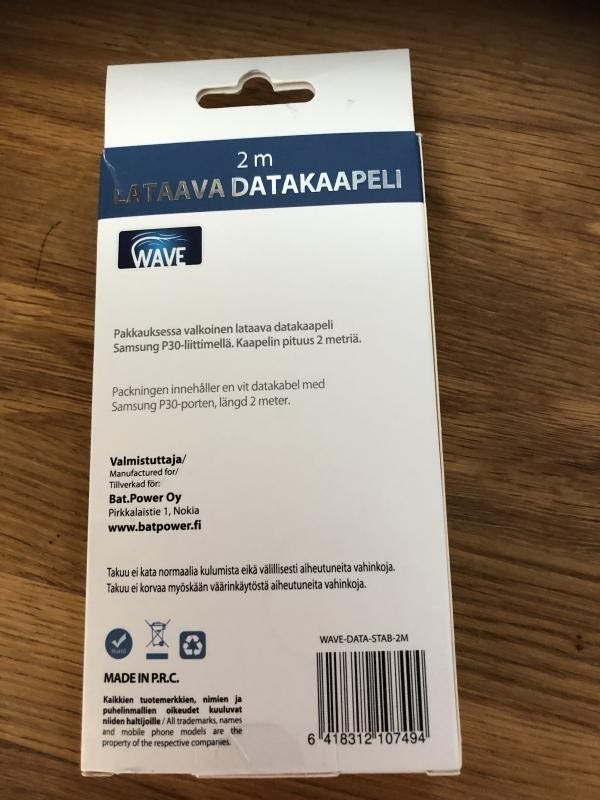 2 m
LATAAVA DATAKAAPELI
WAVE
Pakkauksessa valkoinen lataava datakaapeli
Samsung P30-liittimellä. Kaapelin pituus 2 metriä.
Packningen innehåller en vit datakabel med
Samsung P30-porten, längd 2 meter.
Valmistuttaja/
Manufactured for/
Tillverkad för:
Bat.Power Oy
Pirkkalaistie 1, Nokia
www.batpower.fi
Takuu ei kata normaalia kulumista eikä välillisesti aiheutuneita vahinkoja.
Takuu ei korvaa myöskään väärinkäytöstä aiheutuneita vahinkoja.
RoHS
WAVE-DATA-STAB-2M
MADE IN P.R.C.
Kaikkien tuotemerkkien, nimien ja
puhelinmallien oikeudet kuuluvat
niiden haltijoille / All trademarks, names
and mobile phone models are the
property of the respective companies.
6 418312 107494